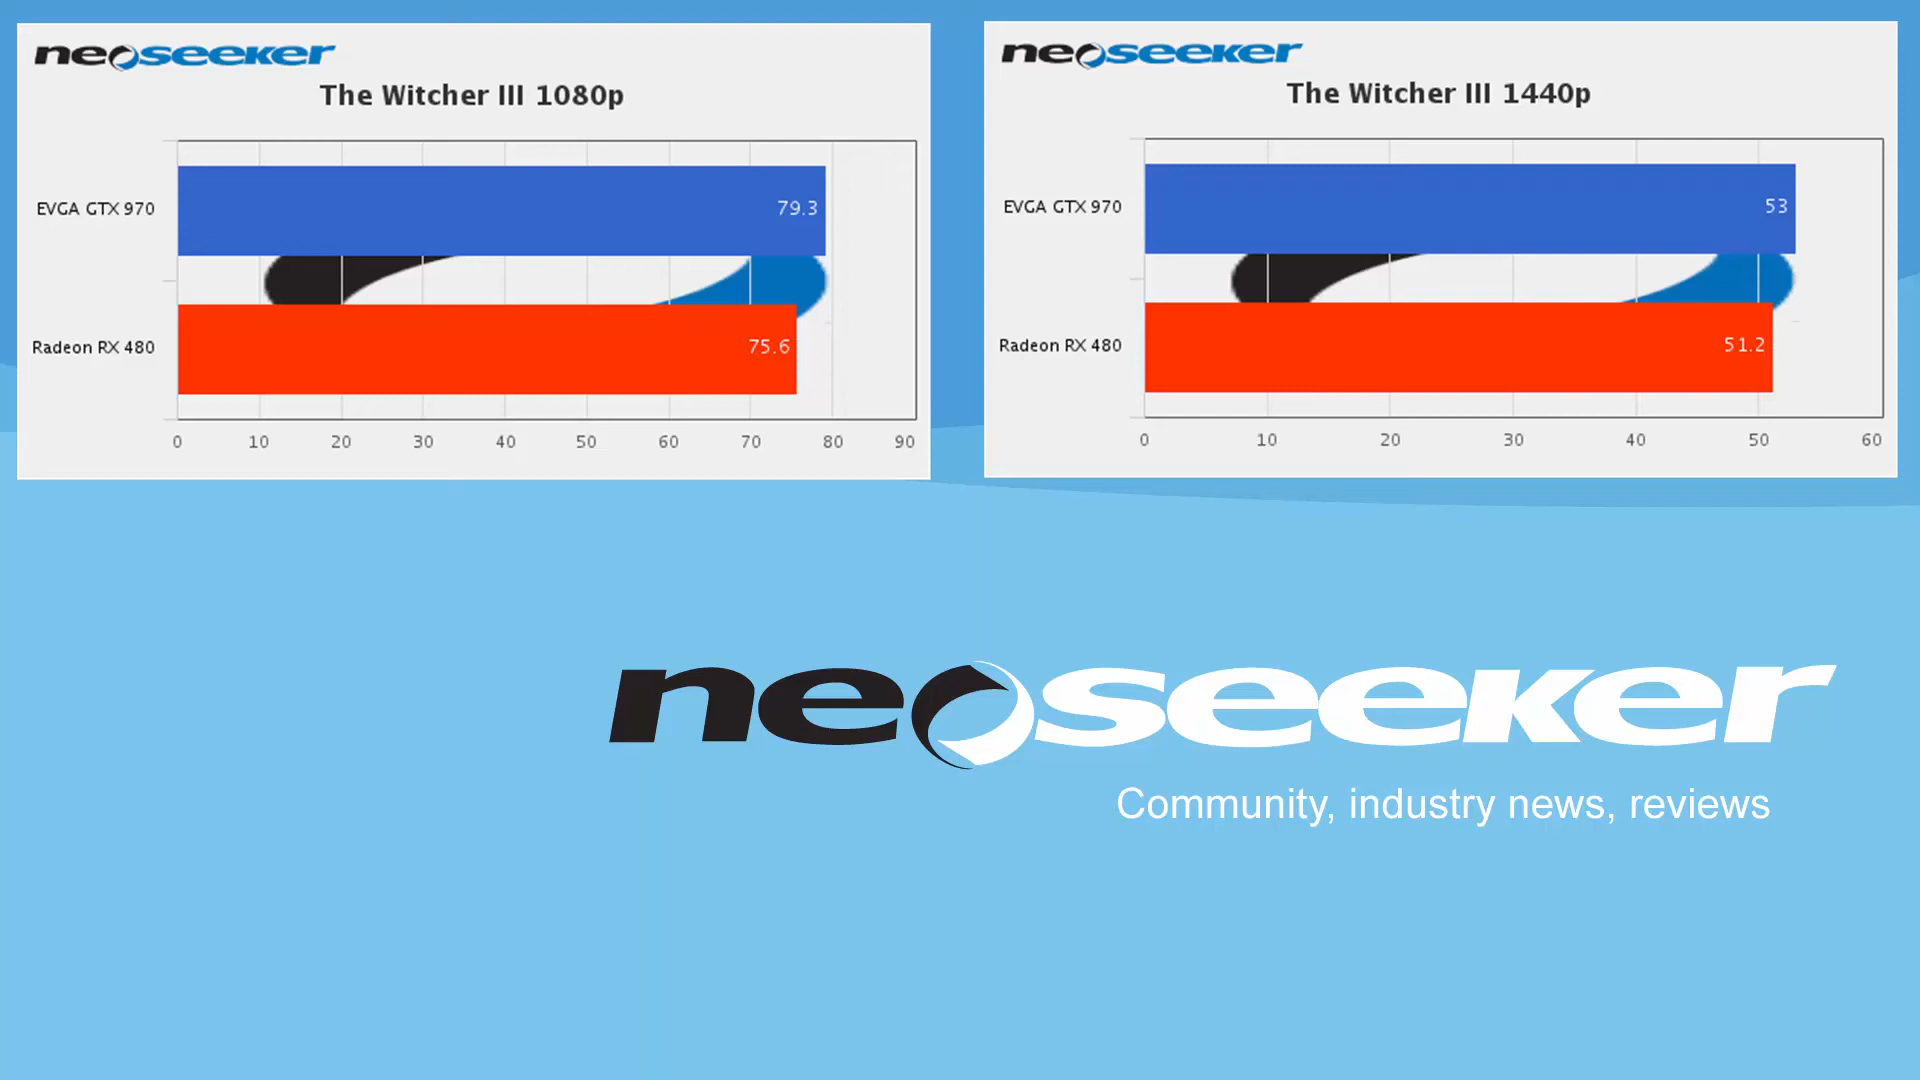 neoseeker
The Witcher III 1080p
EVGA GTX 970
79.3
Radeon RX 480
75.6
0 10 20 30 40 50 60 70 80 90
neoseeker
The Witcher III 1440p
EVGA GTX 970
53
Radeon RX 480
51.2
0 10 20 30 40 50 60
neoseeker
Community, industry news, reviews